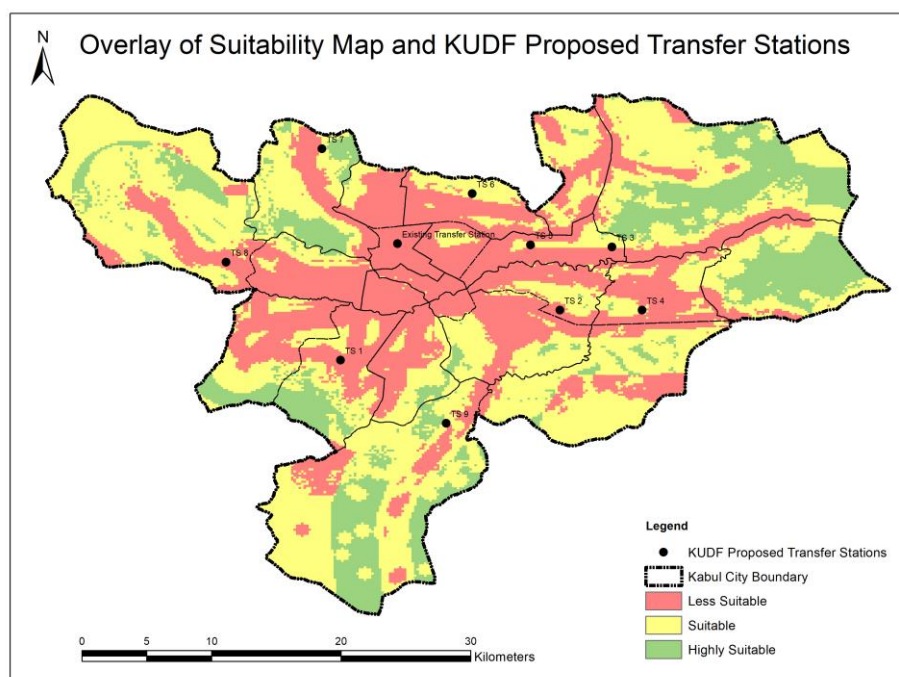 Overlay of Suitability Map and KUDF Proposed Transfer Stations
N
TS 7
TS 6
Existing Transfer Station
TS 5
TS 3
TS 8
TS 2
TS 4
TS 1
TS 9
Legend
KUDF Proposed Transfer Stations
Kabul City Boundary
Less Suitable
Suitable
Highly Suitable
0 5 10 20 30
Kilometers